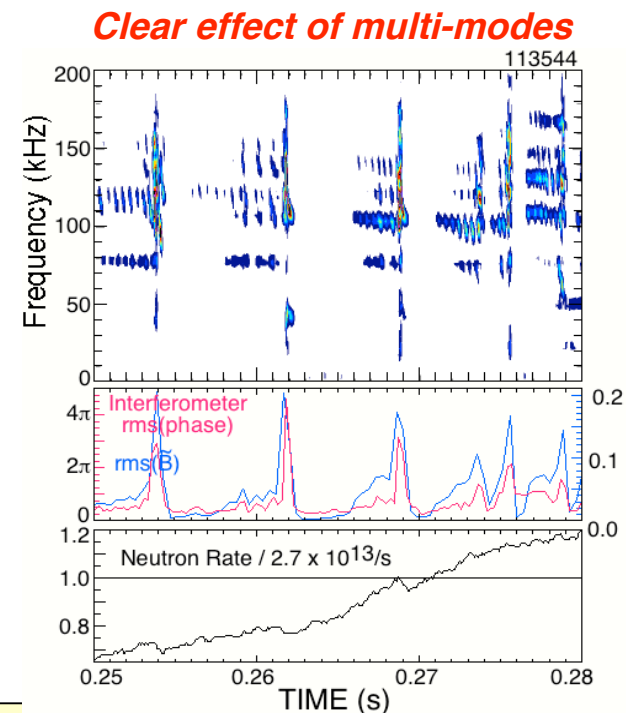 Clear effect of multi-modes
113544
200
150
100
50
0
Frequency (kHz)
4π
2π
0
Interferometer
rms(phase)
rms(B̃)
0.2
0.1
0.0
1.2
1.0
0.8
Neutron Rate / 2.7 x 10¹³/s
0.25 0.26 0.27 0.28
TIME (s)